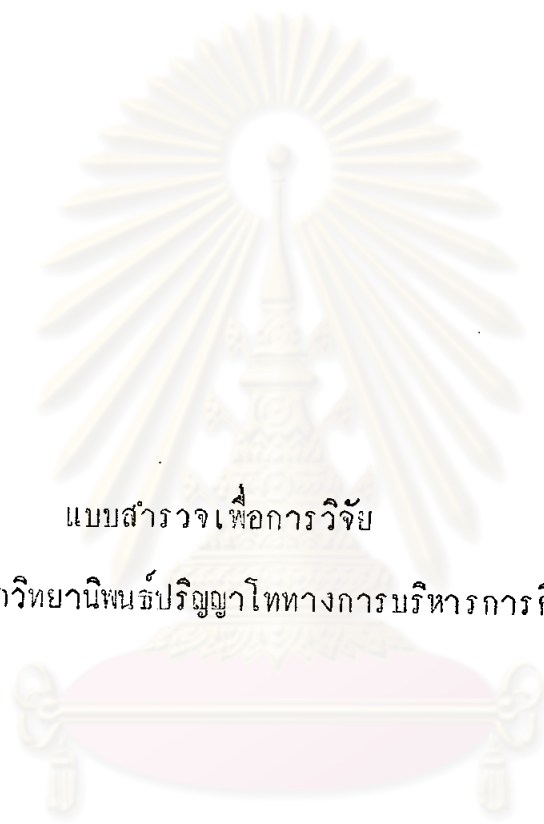 แบบสำรวจเพื่อการวิจัย
วิทยานิพนธ์ปริญญาโททางการบริหารการ